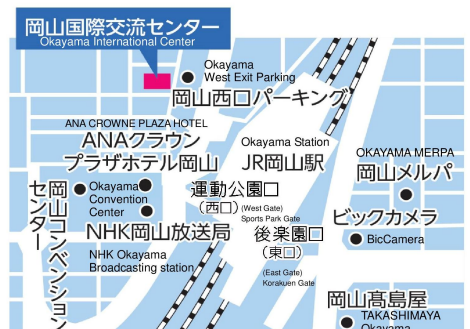 岡山国際交流センター
Okayama International Center
Okayama
West Exit Parking
岡山西口パーキング
ANA CROWNE PLAZA HOTEL
ANAクラウン
プラザホテル岡山
Okayama Station
JR岡山駅
OKAYAMA MERPA
岡山メルパ
Okayama
Convention
Center
岡山コンベンション
センター
運動公園口
(西口)
(West Gate)
Sports Park Gate
ビックカメラ
BicCamera
NHK岡山放送局
NHK Okayama
Broadcasting station
後楽園口
(東口)
(East Gate)
Korakuen Gate
岡山髙島屋
TAKASHIMAYA
Okayama